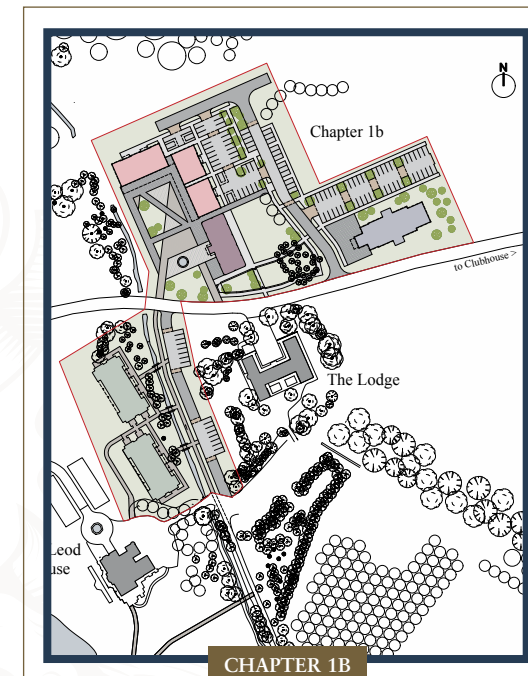 N
Chapter 1b
to Clubhouse >
The Lodge
Leod
use
CHAPTER 1B